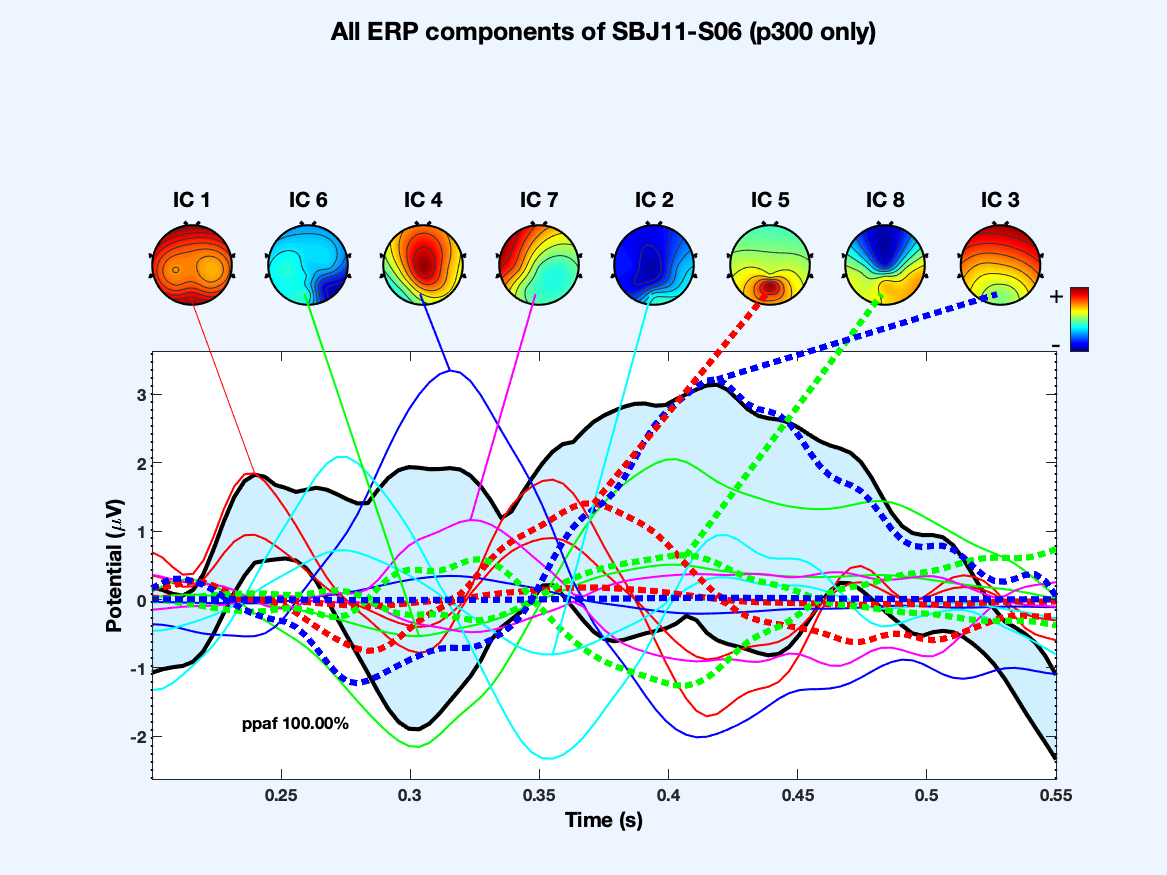 All ERP components of SBJ11-S06 (p300 only)
IC 1 IC 6 IC 4 IC 7 IC 2 IC 5 IC 8 IC 3
+
-
3
2
1
0
-1
-2
Potential (μV)
ppaf 100.00%
0.25 0.3 0.35 0.4 0.45 0.5 0.55
Time (s)